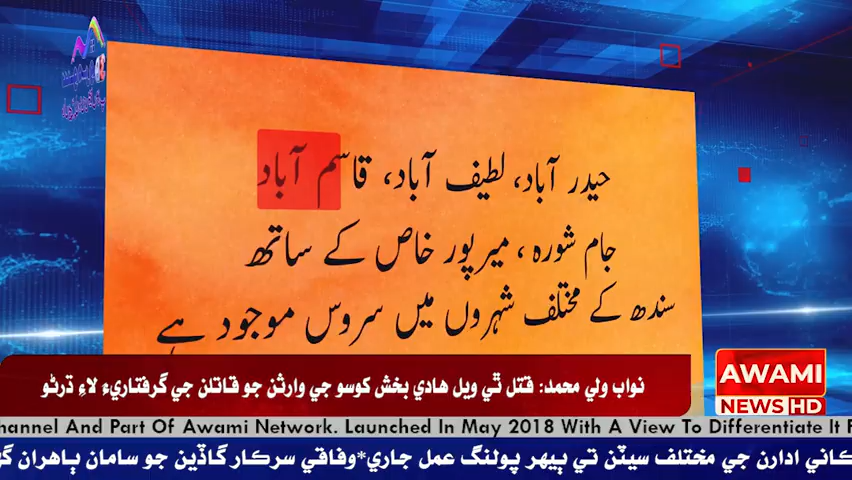 حیدر آباد، لطیف آباد، قاسم آباد
جام شورہ، میرپور خاص کے ساتھ
سندھ کے مختلف شہروں میں سروس موجود ہے
نواب ولي محمد: قتل ٿي ويل هادي بخش کوسو جي وارثن جو قاتلن جي گرفتاريءَ لاءِ ڌرڻو
AWAMI
NEWS HD
hannel And Part Of Awami Network. Launched In May 2018 With A View To Differentiate It F
ڪاني ادارن جي مختلف سيٽن تي ٻيهر پولنگ عمل جاري*وفاقي سرڪار گاڏين جو سامان ٻاهران گه